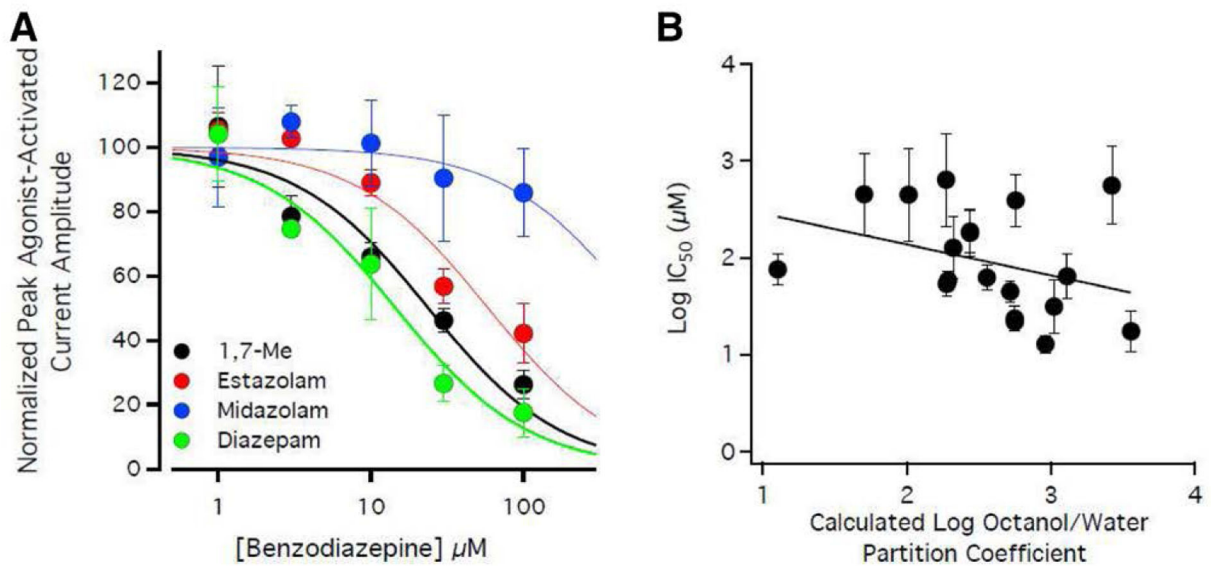 A
Normalized Peak Agonist-Activated
Current Amplitude
120
100
80
60
40
20
0
1,7-Me
Estazolam
Midazolam
Diazepam
1
10
100
[Benzodiazepine] µM
B
Log IC50 (µM)
4
3
2
1
0
1
2
3
4
Calculated Log Octanol/Water
Partition Coefficient